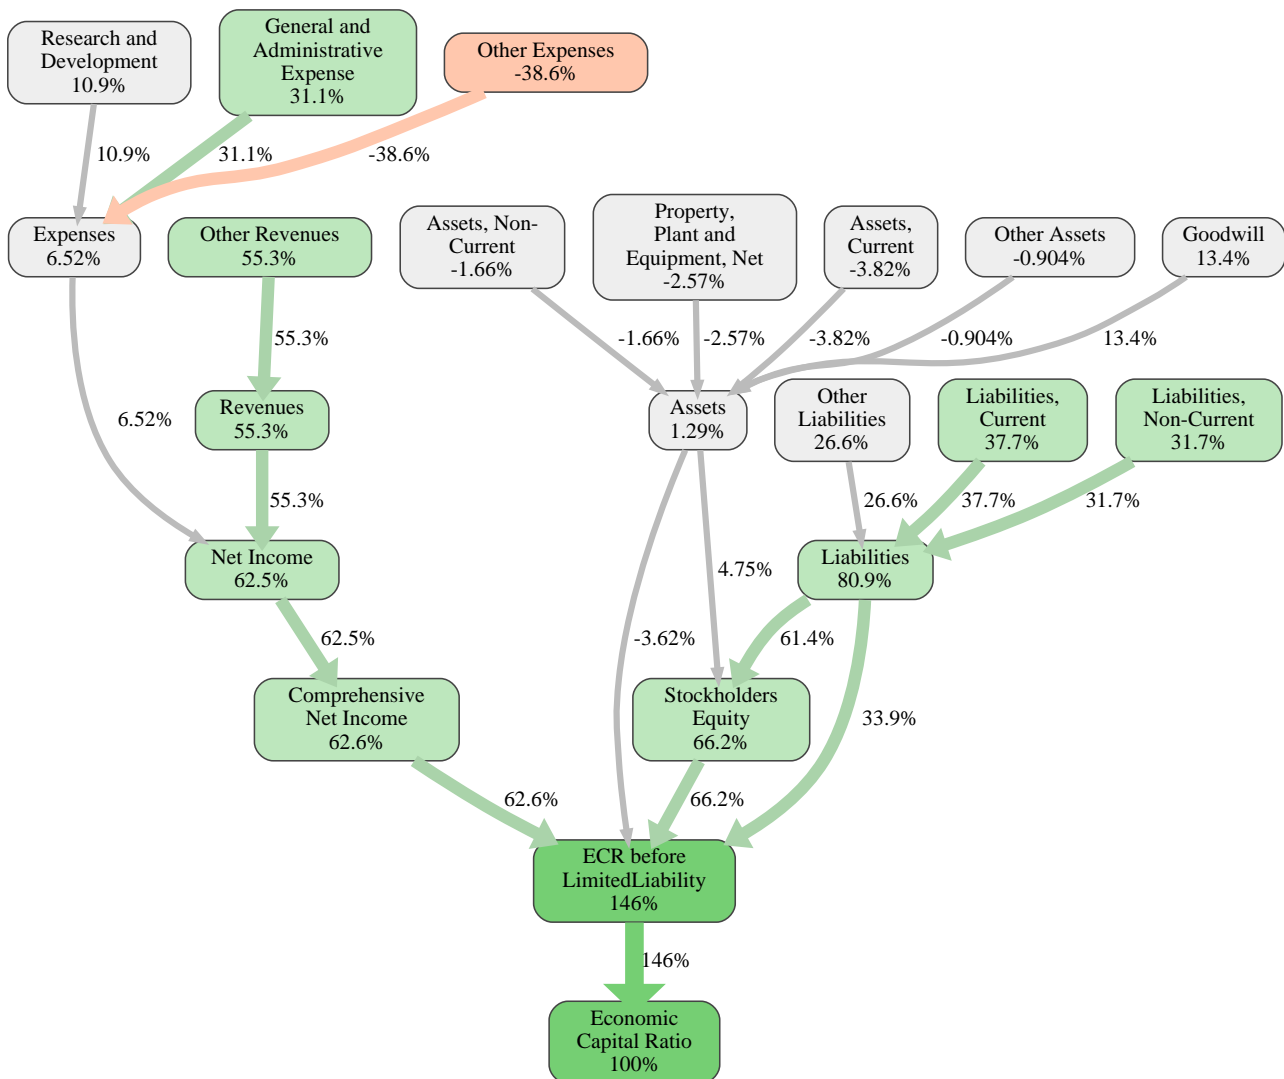 Research and
Development
10.9%
General and
Administrative
Expense
31.1%
Other Expenses
-38.6%
10.9%
31.1%
-38.6%
Expenses
6.52%
Other Revenues
55.3%
Assets, Non-
Current
-1.66%
Property,
Plant and
Equipment, Net
-2.57%
Assets,
Current
-3.82%
Other Assets
-0.904%
Goodwill
13.4%
55.3%
-1.66%
-2.57%
-3.82%
-0.904%
13.4%
6.52%
Revenues
55.3%
Assets
1.29%
Other
Liabilities
26.6%
Liabilities,
Current
37.7%
Liabilities,
Non-Current
31.7%
55.3%
26.6%
37.7%
31.7%
Net Income
62.5%
4.75%
Liabilities
80.9%
62.5%
-3.62%
61.4%
Comprehensive
Net Income
62.6%
Stockholders
Equity
66.2%
33.9%
62.6%
66.2%
ECR before
LimitedLiability
146%
146%
Economic
Capital Ratio
100%